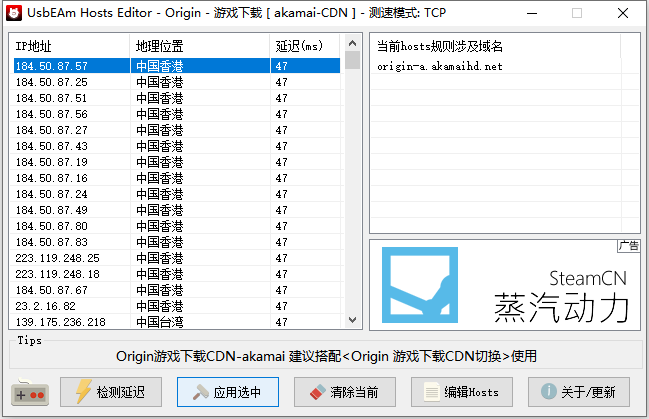 UsbEAm Hosts Editor - Origin - 游戏下载 [ akamai-CDN ] - 测速模式: TCP
IP地址 地理位置 延迟(ms)
184.50.87.57 中国香港 47
184.50.87.25 中国香港 47
184.50.87.51 中国香港 47
184.50.87.56 中国香港 47
184.50.87.27 中国香港 47
184.50.87.43 中国香港 47
184.50.87.19 中国香港 47
184.50.87.16 中国香港 47
184.50.87.24 中国香港 47
184.50.87.49 中国香港 47
184.50.87.80 中国香港 47
184.50.87.83 中国香港 47
223.119.248.25 中国香港 47
223.119.248.18 中国香港 47
184.50.87.67 中国香港 47
23.2.16.82 中国香港 47
139.175.236.218 中国台湾 47
当前hosts规则涉及域名
origin-a.akamaihd.net
广告
SteamCN
蒸汽动力
Tips
Origin游戏下载CDN-akamai 建议搭配<Origin 游戏下载CDN切换>使用
检测延迟 应用选中 清除当前 编辑Hosts 关于/更新